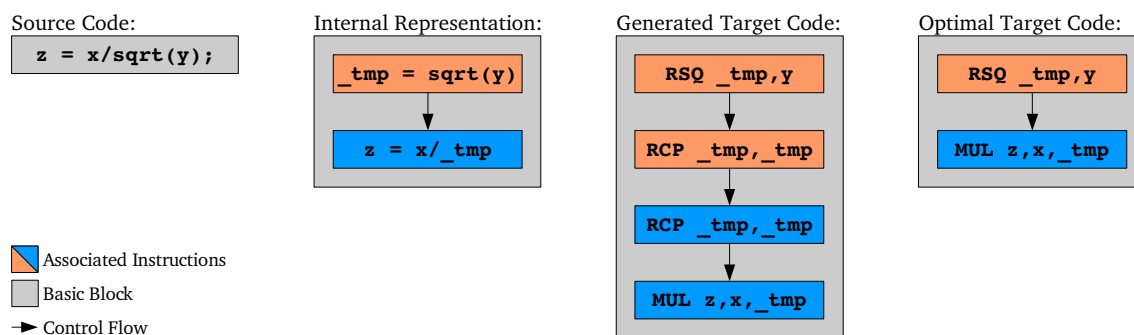 Source Code:
z = x/sqrt(y);
Internal Representation:
_tmp = sqrt(y)
z = x/_tmp
Generated Target Code:
RSQ _tmp,y
RCP _tmp,_tmp
RCP _tmp,_tmp
MUL z,x,_tmp
Optimal Target Code:
RSQ _tmp,y
MUL z,x,_tmp
Associated Instructions
Basic Block
Control Flow